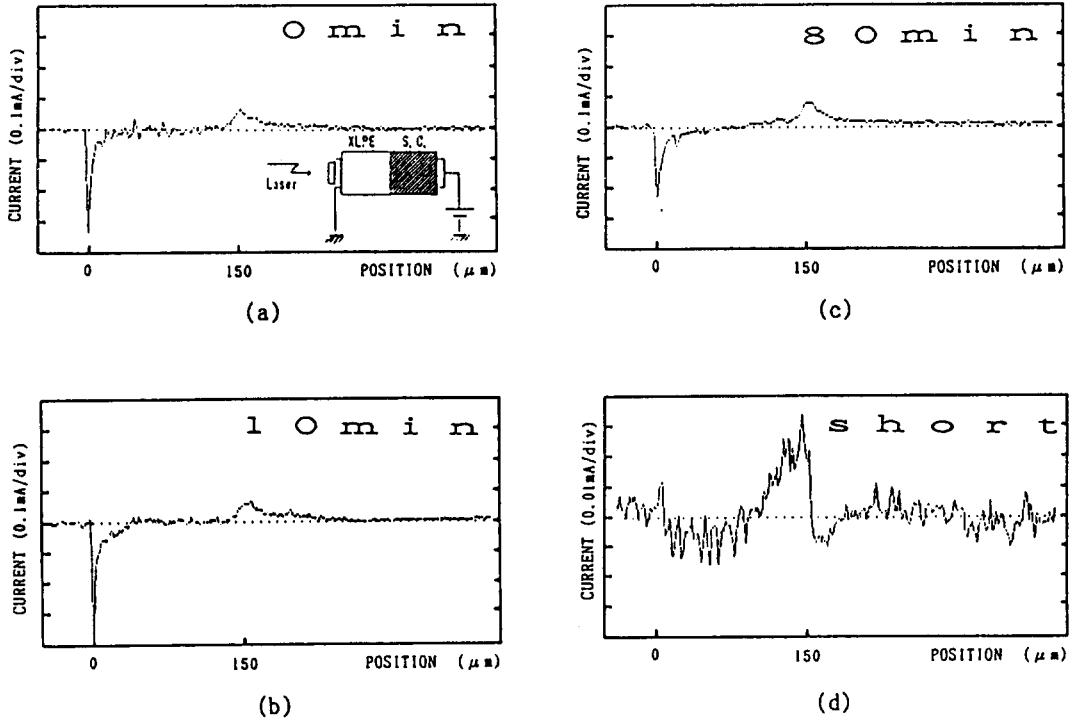 0min
CURRENT (0.1mA/div)
XLPE S.C.
Laser
0 150 POSITION (μm)
(a)
80min
CURRENT (0.1mA/div)
0 150 POSITION (μm)
(c)
10min
CURRENT (0.1mA/div)
0 150 POSITION (μm)
(b)
short
CURRENT (0.01mA/div)
0 150 POSITION (μm)
(d)